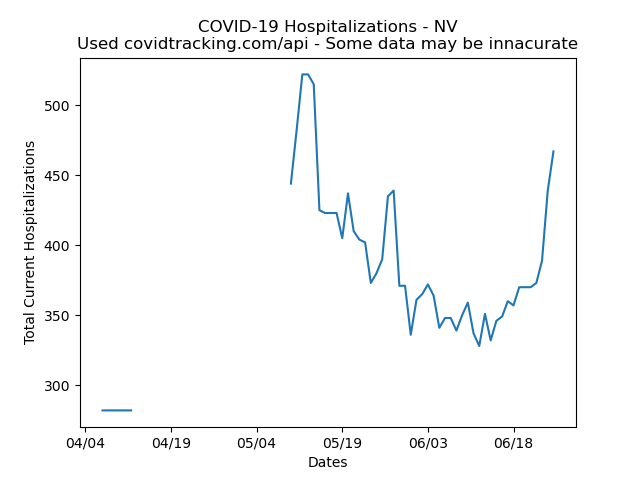 COVID-19 Hospitalizations - NV
Used covidtracking.com/api - Some data may be innacurate
Total Current Hospitalizations
500
450
400
350
300
04/04 04/19 05/04 05/19 06/03 06/18
Dates